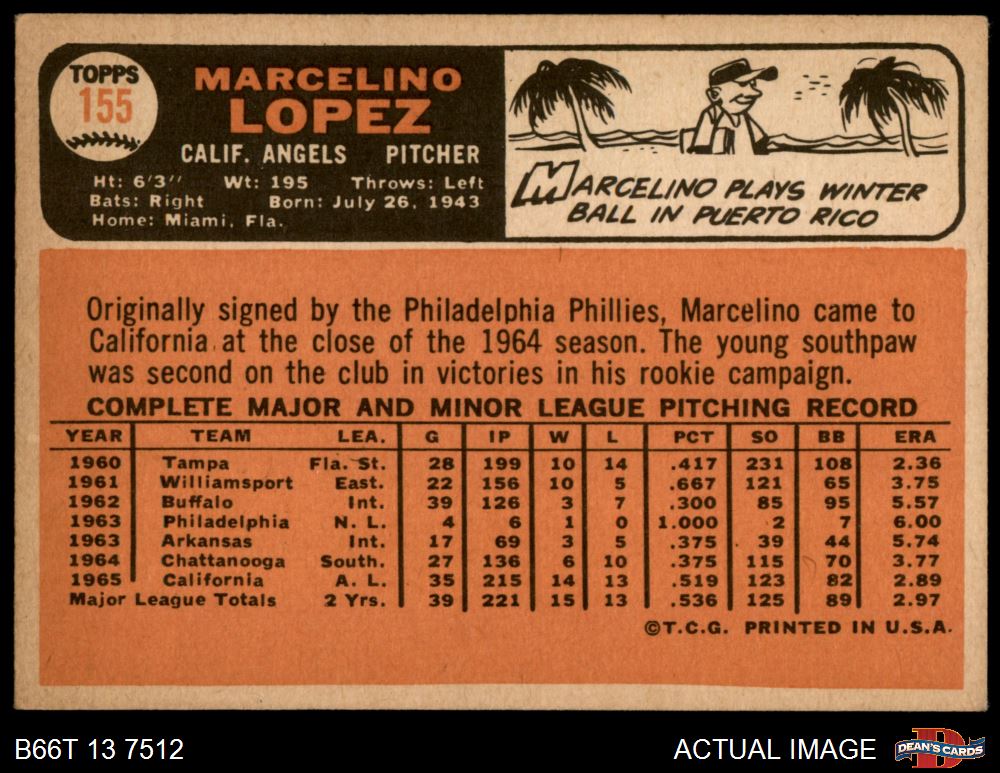 TOPPS
155
MARCELINO
LOPEZ
CALIF. ANGELS PITCHER
Ht: 6'3'' Wt: 195 Throws: Left
Bats: Right Born: July 26, 1943
Home: Miami, Fla.
MARCELINO PLAYS WINTER
BALL IN PUERTO RICO
Originally signed by the Philadelphia Phillies, Marcelino came to
California at the close of the 1964 season. The young southpaw
was second on the club in victories in his rookie campaign.
COMPLETE MAJOR AND MINOR LEAGUE PITCHING RECORD
YEAR TEAM LEA. G IP W L PCT SO BB ERA
1960 Tampa Fla. St. 28 199 10 14 .417 231 108 2.36
1961 Williamsport East. 22 156 10 5 .667 121 65 3.75
1962 Buffalo Int. 39 126 3 7 .300 85 95 5.57
1963 Philadelphia N. L. 4 6 1 0 1.000 2 7 6.00
1963 Arkansas Int. 17 69 3 5 .375 39 44 5.74
1964 Chattanooga South. 27 136 6 10 .375 115 70 3.77
1965 California A. L. 35 215 14 13 .519 123 82 2.89
Major League Totals 2 Yrs. 39 221 15 13 .536 125 89 2.97
©T.C.G. PRINTED IN U.S.A.
B66T 13 7512
ACTUAL IMAGE
D
DEAN'S CARDS